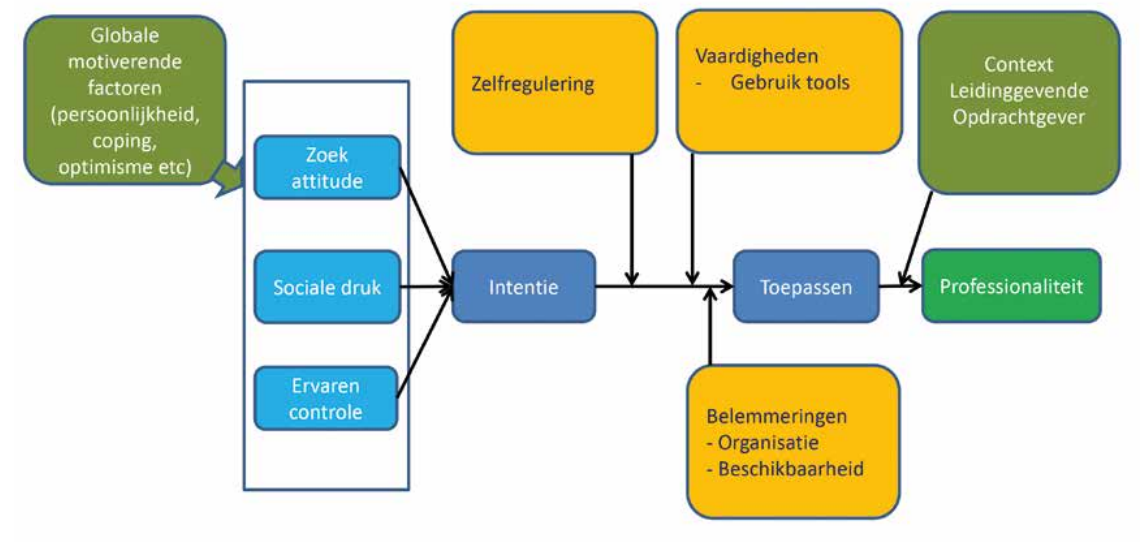 Globale
motiverende
factoren
(persoonlijkheid,
coping,
optimisme etc)
Zoek
attitude
Sociale druk
Ervaren
controle
Intentie
Zelfregulering
Vaardigheden
- Gebruik tools
Belemmeringen
- Organisatie
- Beschikbaarheid
Toepassen
Context
Leidinggevende
Opdrachtgever
Professionaliteit